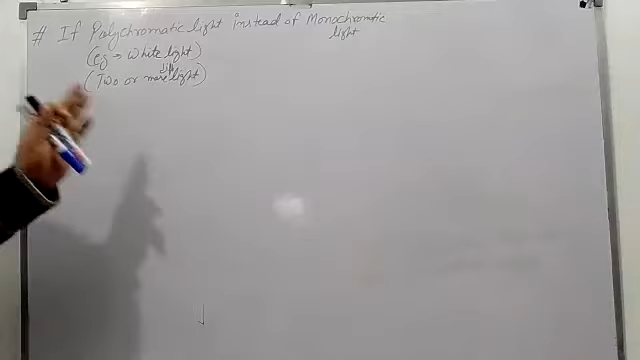 # If Polychromatic light instead of Monochromatic
light
(eg → White light)
(Two or more light)